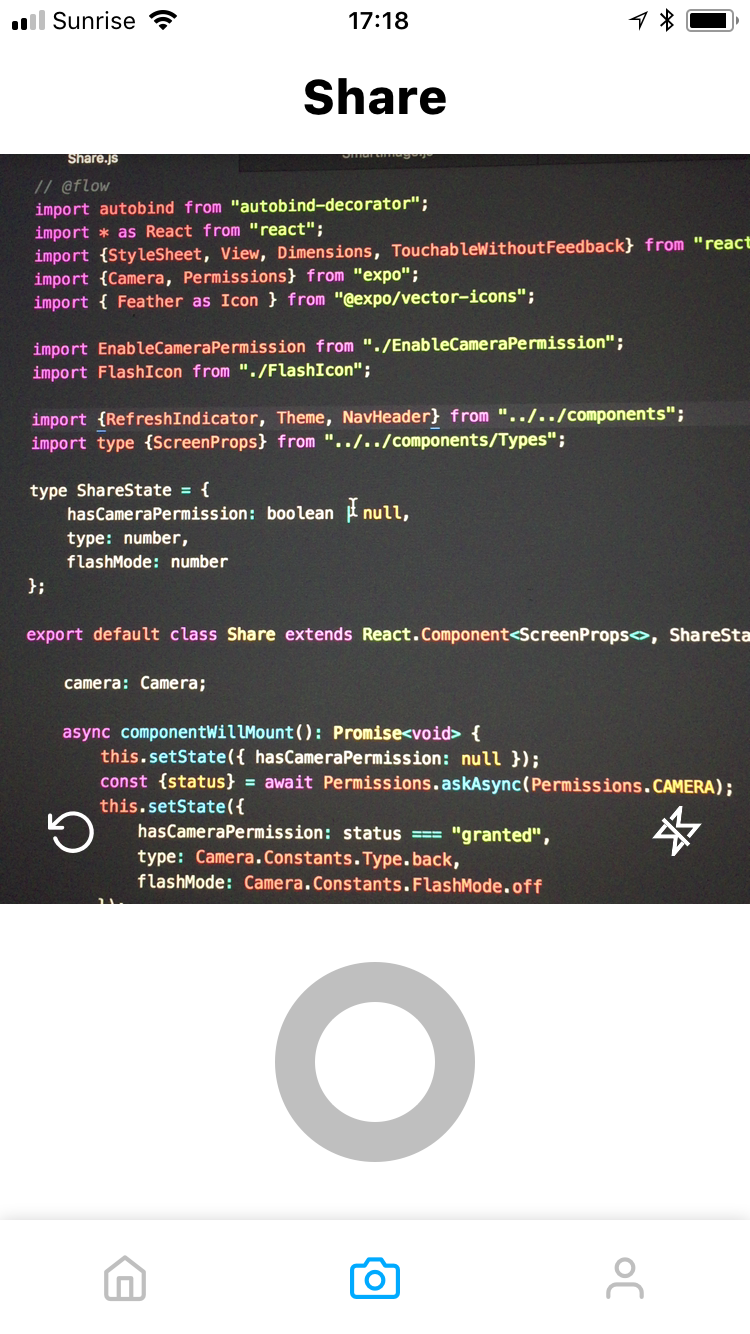 Sunrise 17:18
Share
Share.js SmartImage.js
// @flow
import autobind from "autobind-decorator";
import * as React from "react";
import {StyleSheet, View, Dimensions, TouchableWithoutFeedback} from "react
import {Camera, Permissions} from "expo";
import { Feather as Icon } from "@expo/vector-icons";
import EnableCameraPermission from "./EnableCameraPermission";
import FlashIcon from "./FlashIcon";
import {RefreshIndicator, Theme, NavHeader} from "../../components";
import type {ScreenProps} from "../../components/Types";
type ShareState = {
hasCameraPermission: boolean | null,
type: number,
flashMode: number
};
export default class Share extends React.Component<ScreenProps<>, ShareSta
camera: Camera;
async componentWillMount(): Promise<void> {
this.setState({ hasCameraPermission: null });
const {status} = await Permissions.askAsync(Permissions.CAMERA);
this.setState({
hasCameraPermission: status === "granted",
type: Camera.Constants.Type.back,
flashMode: Camera.Constants.FlashMode.off
});